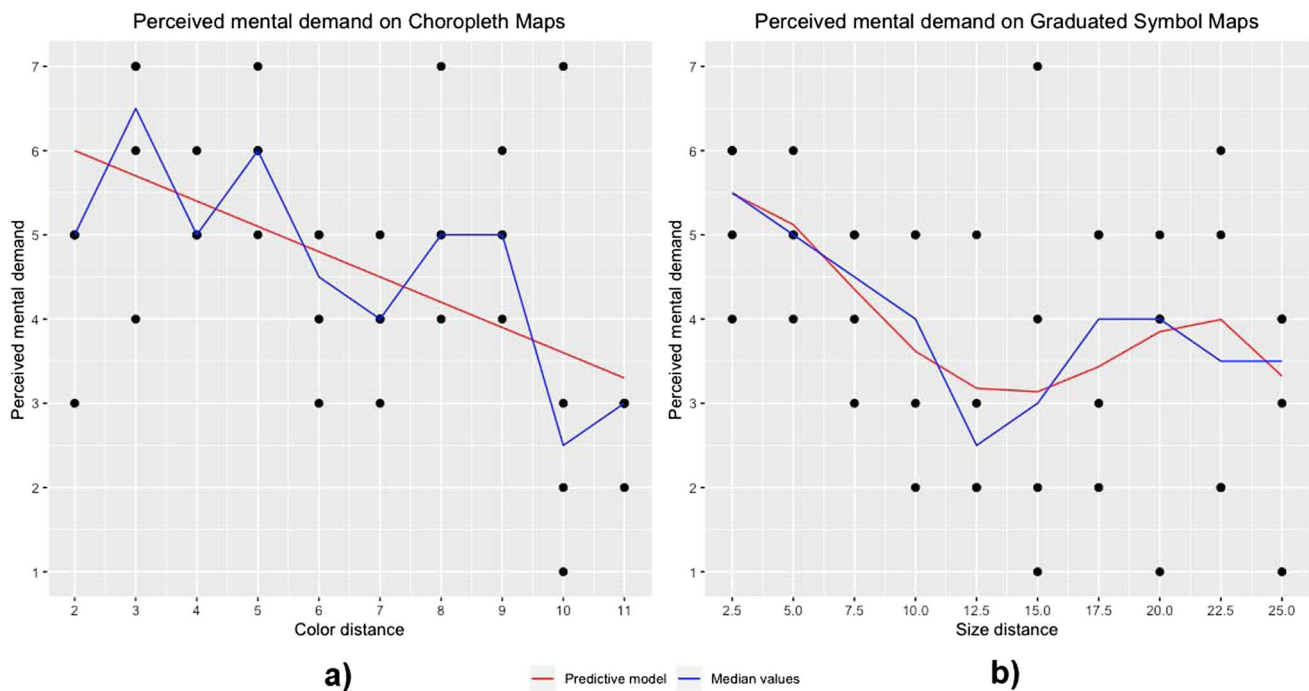 Perceived mental demand on Choropleth Maps
Perceived mental demand
7
6
5
4
3
2
1
2 3 4 5 6 7 8 9 10 11
Color distance
a)
Perceived mental demand on Graduated Symbol Maps
Perceived mental demand
7
6
5
4
3
2
1
2.5 5.0 7.5 10.0 12.5 15.0 17.5 20.0 22.5 25.0
Size distance
b)
Predictive model Median values